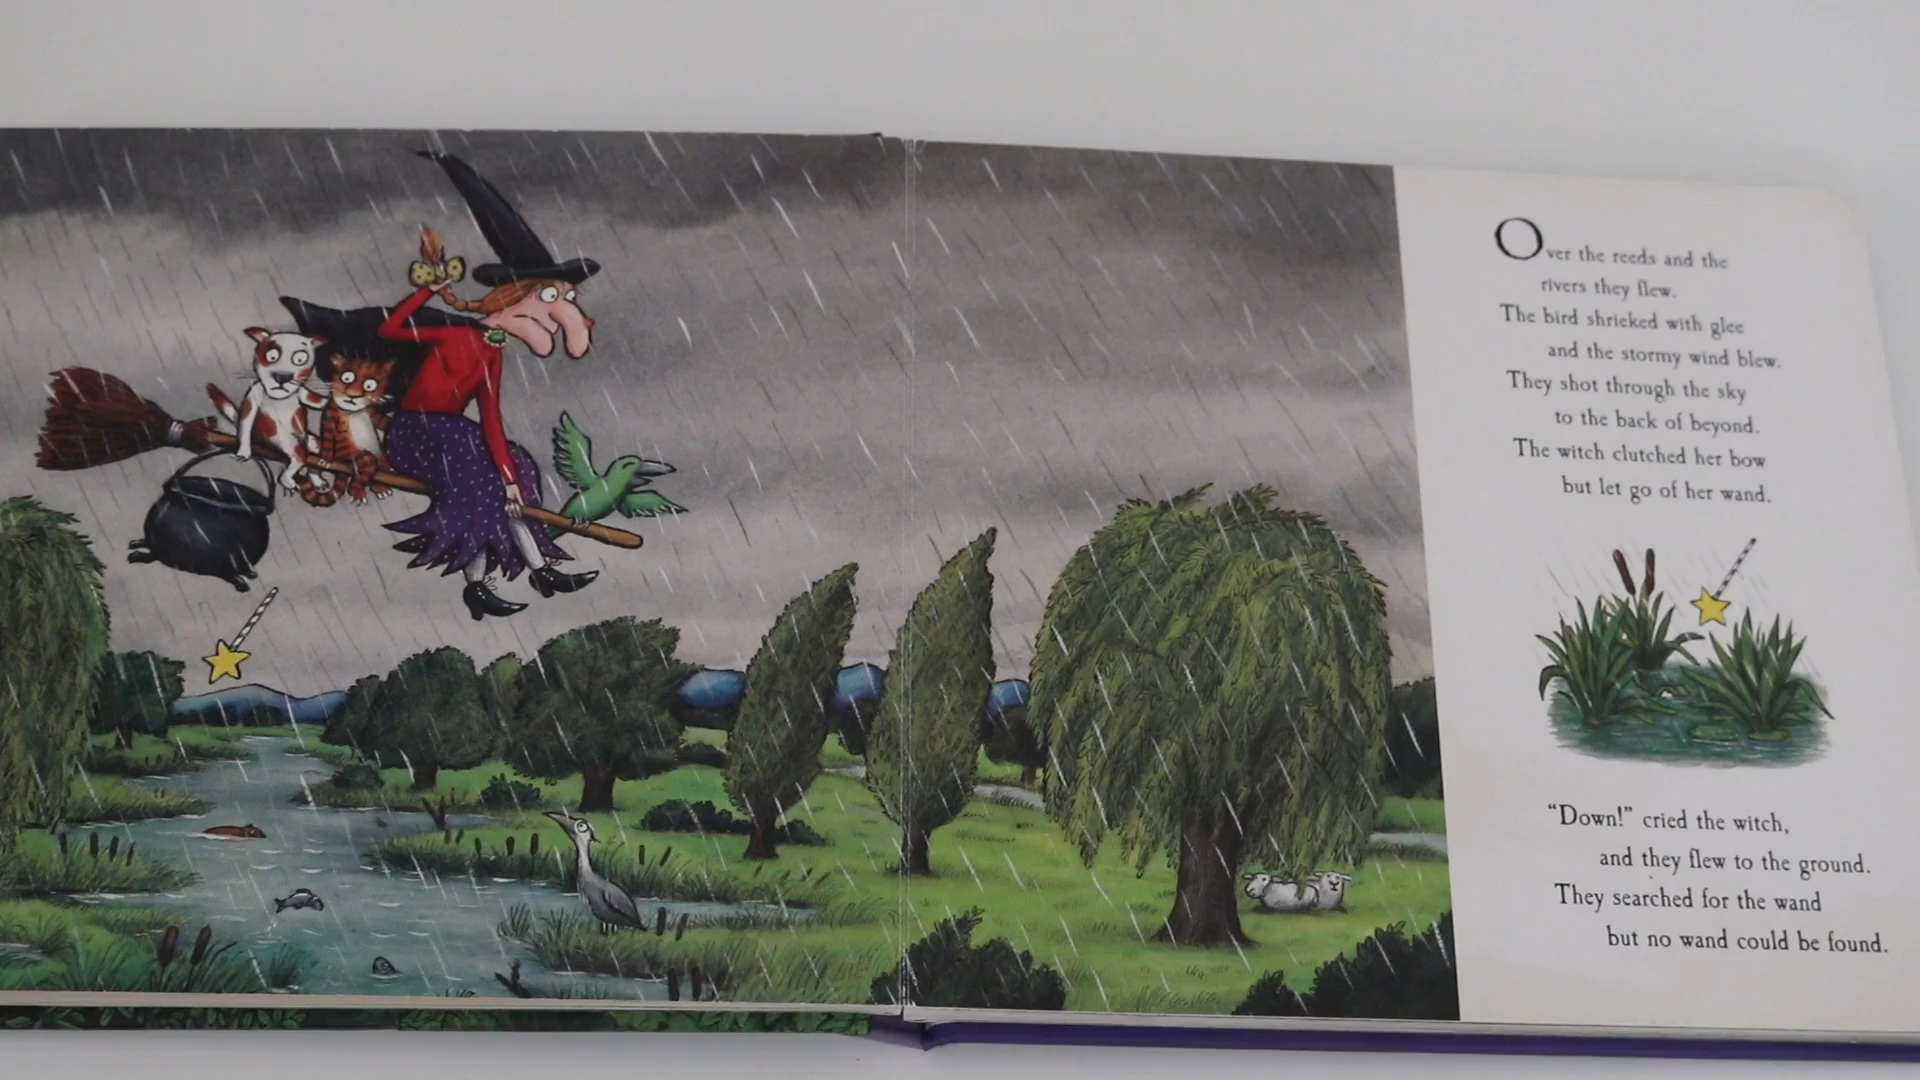 Over the reeds and the
rivers they flew.
The bird shrieked with glee
and the stormy wind blew.
They shot through the sky
to the back of beyond.
The witch clutched her bow
but let go of her wand.
“Down!” cried the witch,
and they flew to the ground.
They searched for the wand
but no wand could be found.